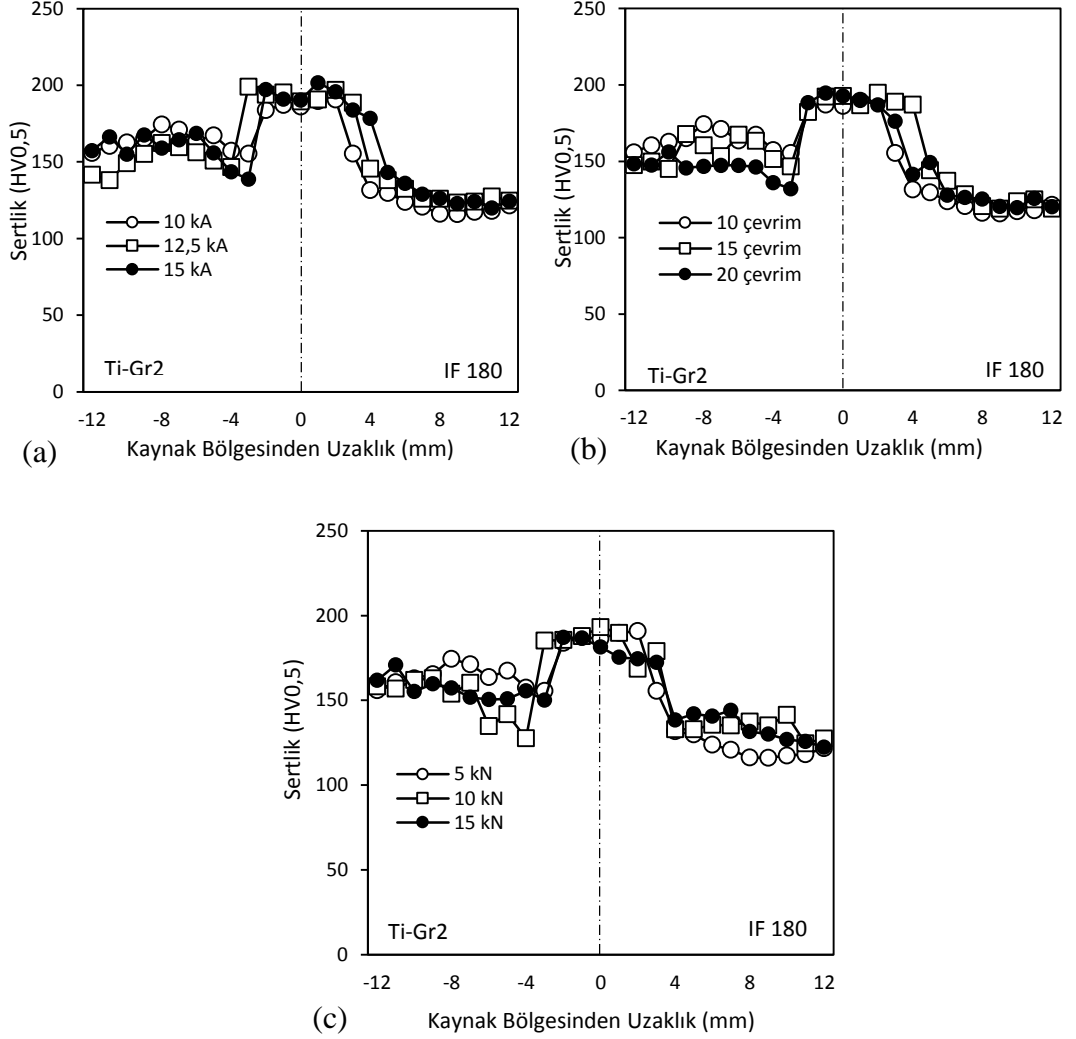 250
200
150
100
50
0
Sertlik (HV0,5)
10 kA
12,5 kA
15 kA
Ti-Gr2
IF 180
-12 -8 -4 0 4 8 12
Kaynak Bölgesinden Uzaklık (mm)
(a)
250
200
150
100
50
0
Sertlik (HV0,5)
10 çevrim
15 çevrim
20 çevrim
Ti-Gr2
IF 180
-12 -8 -4 0 4 8 12
Kaynak Bölgesinden Uzaklık (mm)
(b)
250
200
150
100
50
0
Sertlik (HV0,5)
5 kN
10 kN
15 kN
Ti-Gr2
IF 180
-12 -8 -4 0 4 8 12
Kaynak Bölgesinden Uzaklık (mm)
(c)